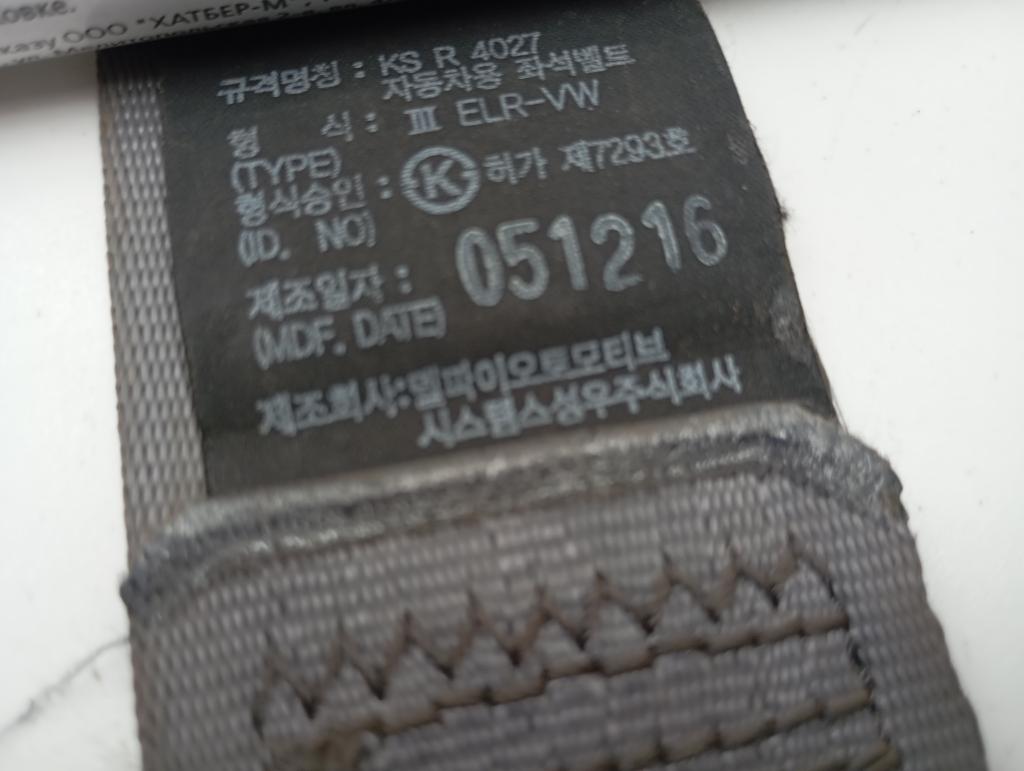 овке.
казу ООО "ХАТБЕР-М",
규격명칭 : KS R 4027
자동차용 좌석벨트
형 식 : Ⅲ ELR-VW
(TYPE)
형식승인 : K 허가 제7293호
(ID. NO)
제조일자 : 051216
(MDF. DATE)
제조회사:델파이오토모티브
시스템스성우주식회사